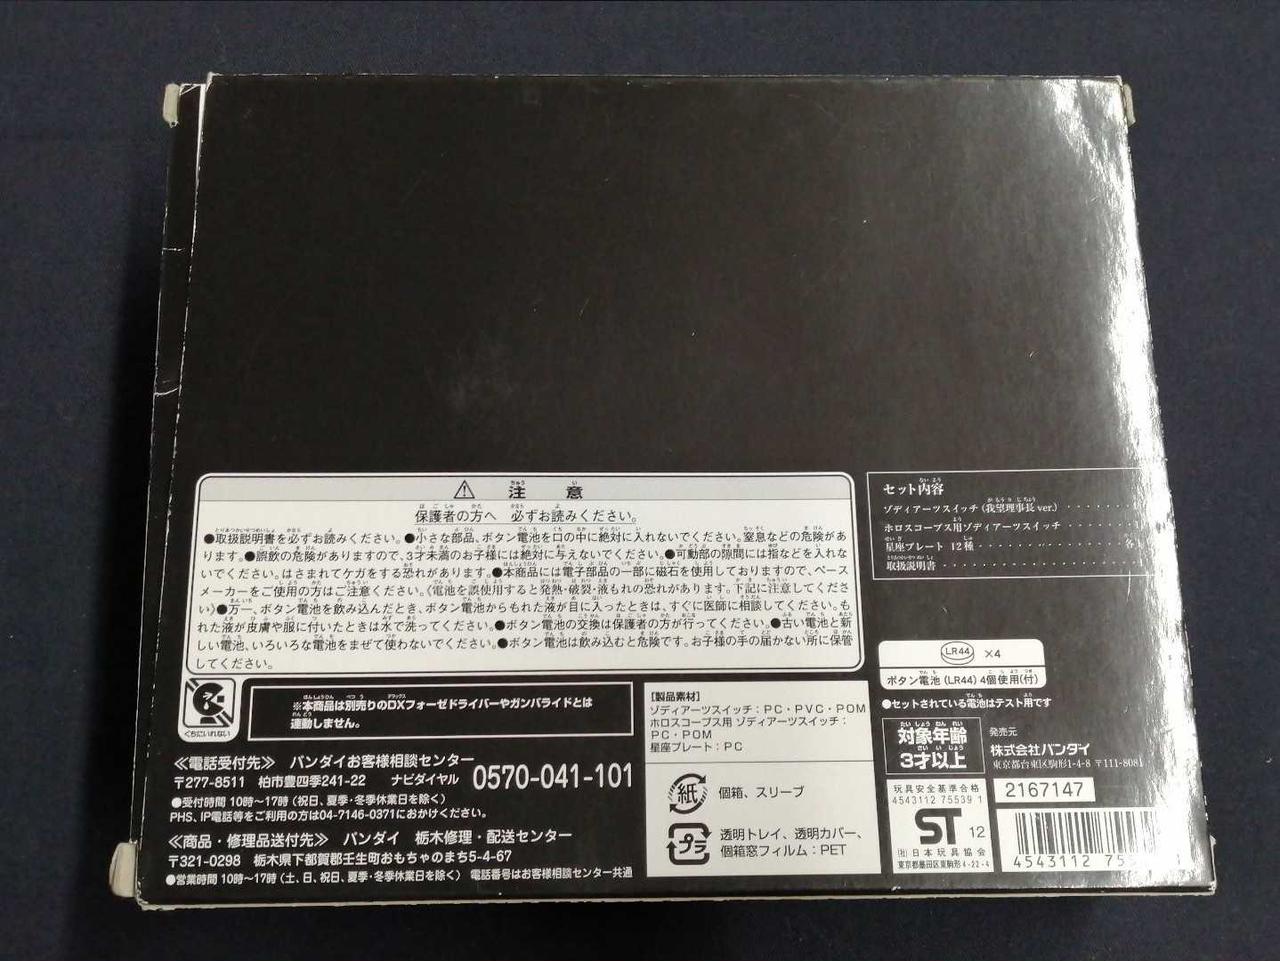 注意
保護者の方へ 必ずお読みください。
●取扱説明書を必ずお読みください。●小さな部品、ボタン電池を口の中に絶対に入れないでください。窒息などの危険があ
ります。●誤飲の危険がありますので、3才未満のお子様には絶対に与えないでください。●可動部の隙間には指などを入れな
いでください。はさまれてケガをする恐れがあります。●本商品には電子部品の一部に磁石を使用しておりますので、ペース
メーカーをご使用の方はご注意ください。《電池を誤使用すると発熱・破裂・液もれの恐れがあります。下記に注意してくださ
い》●万一、ボタン電池を飲み込んだとき、ボタン電池からもれた液が目に入ったときは、すぐに医師に相談してください。も
れた液が皮膚や服に付いたときは水で洗ってください。●ボタン電池の交換は保護者の方が行ってください。●古い電池と新
しい電池、いろいろな電池をまぜて使わないでください。●ボタン電池は飲み込むと危険です。お子様の手の届かない所に保管
してください。
くちにいれない
※本商品は別売りのDXフォーゼドライバーやガンバライドとは
連動しません。
≪電話受付先≫ バンダイお客様相談センター
〒277-8511 柏市豊四季241-22 ナビダイヤル 0570-041-101
●受付時間 10時～17時 (祝日、夏季・冬季休業日を除く)
PHS、IP電話等をご利用の方は04-7146-0371におかけください。
≪商品・修理品送付先≫ バンダイ 栃木修理・配送センター
〒321-0298 栃木県下都賀郡壬生町おもちゃのまち5-4-67
●営業時間 10時～17時 (土、日、祝日、夏季・冬季休業日を除く) 電話番号はお客様相談センター共通
[製品素材]
ゾディアーツスイッチ：PC・PVC・POM
ホロスコープス用 ゾディアーツスイッチ：
PC・POM
星座プレート：PC
紙 個箱、スリーブ
プラ 透明トレイ、透明カバー、
個箱窓フィルム：PET
セット内容
ゾディアーツスイッチ (我望理事長 ver.)
ホロスコープス用ゾディアーツスイッチ
星座プレート 12種 各1
取扱説明書
LR44 ×4
ボタン電池 (LR44) 4個使用(付)
●セットされている電池はテスト用です
対象年齢
3才以上
発売元
株式会社バンダイ
東京都台東区駒形1-4-8 〒111-8081
2167147
玩具安全基準合格
4543112 75539 1
ST 12
(社) 日本玩具協会
東京都墨田区東駒形4-22-4
4543112